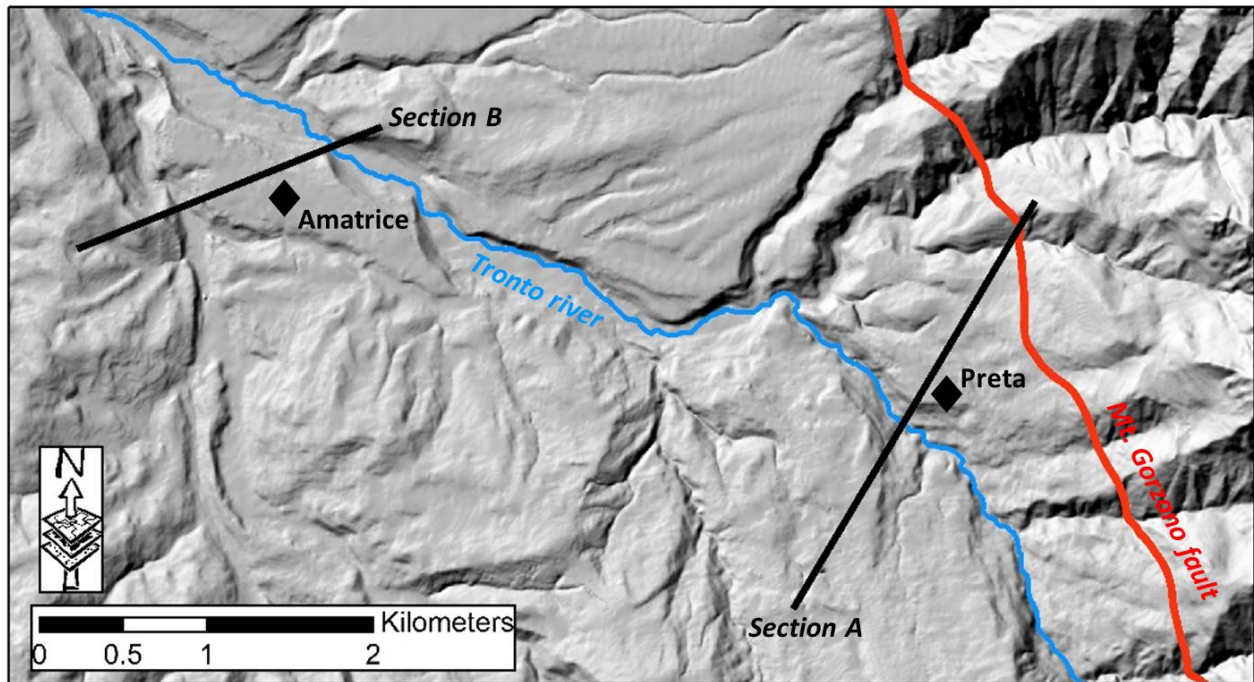 Section B
Amatrice
Tronto river
Preta
Mt. Gorzano fault
Section A
N
Kilometers
0 0.5 1 2